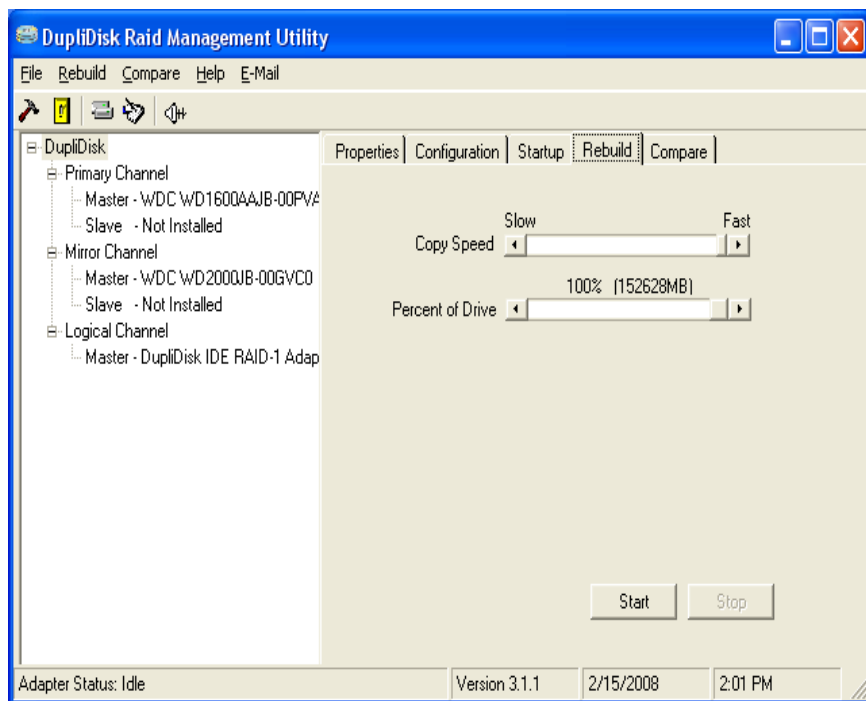 DupliDisk Raid Management Utility
File Rebuild Compare Help E-Mail
DupliDisk
Primary Channel
Master - WDC WD1600AAJB-00PVA
Slave - Not Installed
Mirror Channel
Master - WDC WD2000JB-00GVC0
Slave - Not Installed
Logical Channel
Master - DupliDisk IDE RAID-1 Adap
Properties Configuration Startup Rebuild Compare
Slow Fast
Copy Speed
100% (152628MB)
Percent of Drive
Start Stop
Adapter Status: Idle Version 3.1.1 2/15/2008 2:01 PM